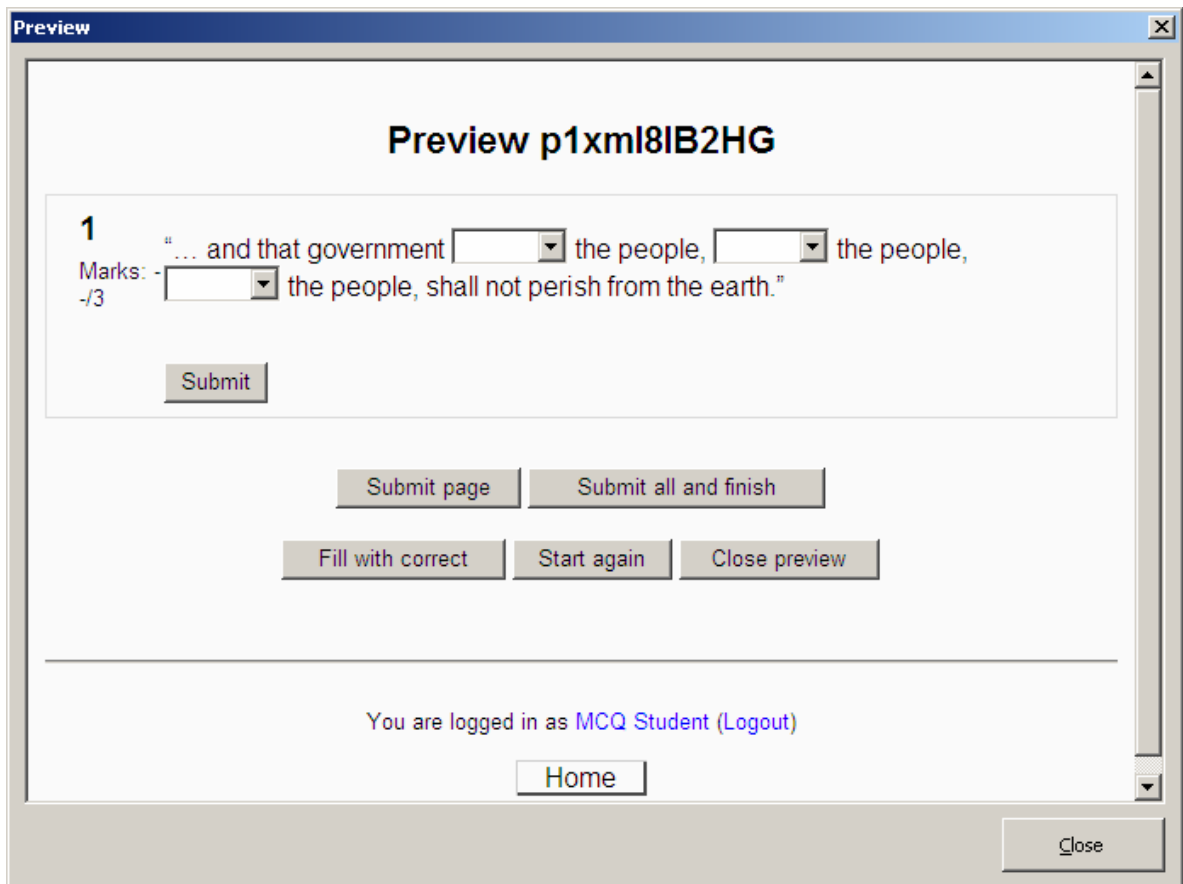 Preview
Preview p1xml8IB2HG
1
Marks: -
-/3
“… and that government the people, the people,
the people, shall not perish from the earth.”
Submit
Submit page Submit all and finish
Fill with correct Start again Close preview
You are logged in as MCQ Student (Logout)
Home
Close